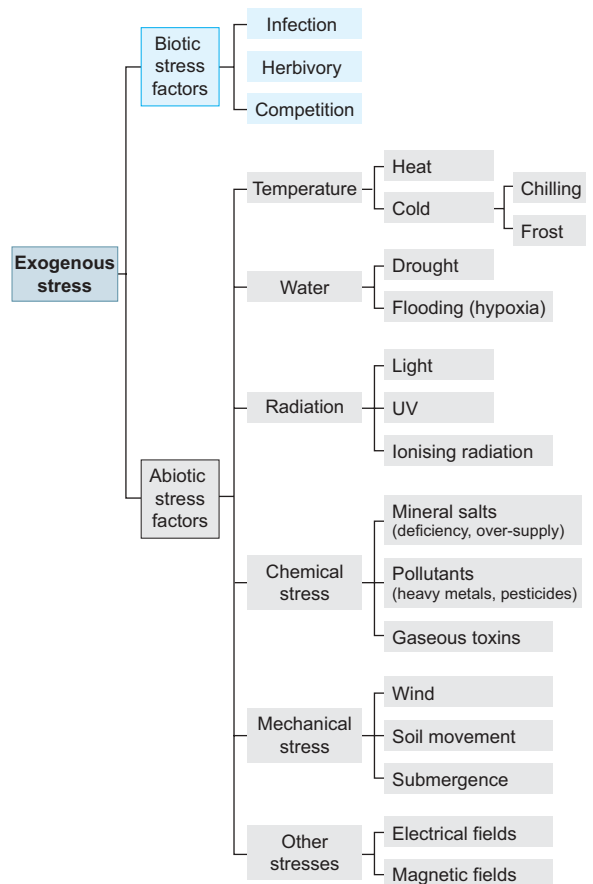 Infection
Biotic
stress
factors
Herbivory
Competition
Exogenous
stress
Abiotic
stress
factors
Temperature
Heat
Cold
Chilling
Frost
Water
Drought
Flooding (hypoxia)
Radiation
Light
UV
Ionising radiation
Chemical
stress
Mineral salts
(deficiency, over-supply)
Pollutants
(heavy metals, pesticides)
Gaseous toxins
Mechanical
stress
Wind
Soil movement
Submergence
Other
stresses
Electrical fields
Magnetic fields